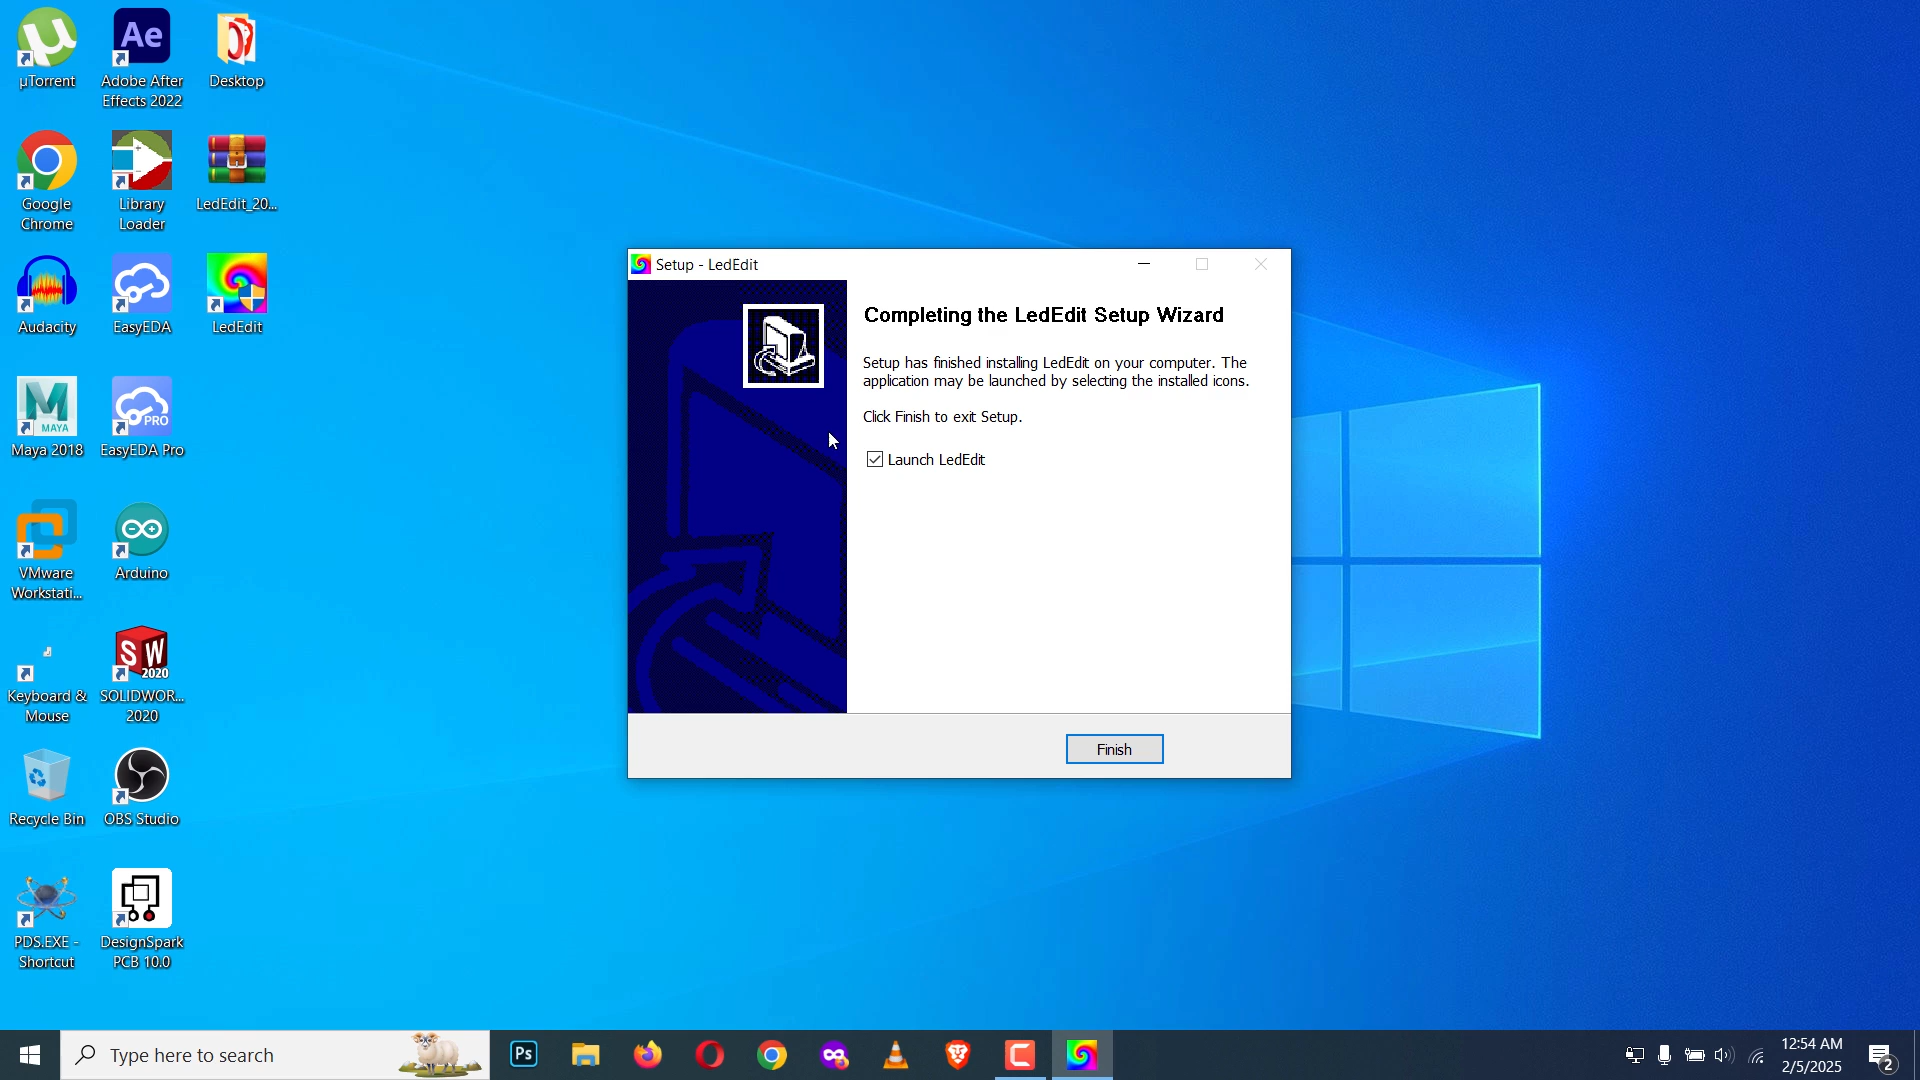 µTorrent
Adobe After
Effects 2022
Desktop
Google
Chrome
Library
Loader
LedEdit_20...
Audacity
EasyEDA
LedEdit
Maya 2018
EasyEDA Pro
VMware
Workstati...
Arduino
Keyboard &
Mouse
SOLIDWOR...
2020
Recycle Bin
OBS Studio
PDS.EXE -
Shortcut
DesignSpark
PCB 10.0
Ae
MAYA
PRO
SW
2020
Setup - LedEdit
Completing the LedEdit Setup Wizard
Setup has finished installing LedEdit on your computer. The
application may be launched by selecting the installed icons.
Click Finish to exit Setup.
Launch LedEdit
Finish
Type here to search
Ps
12:54 AM
2/5/2025
2